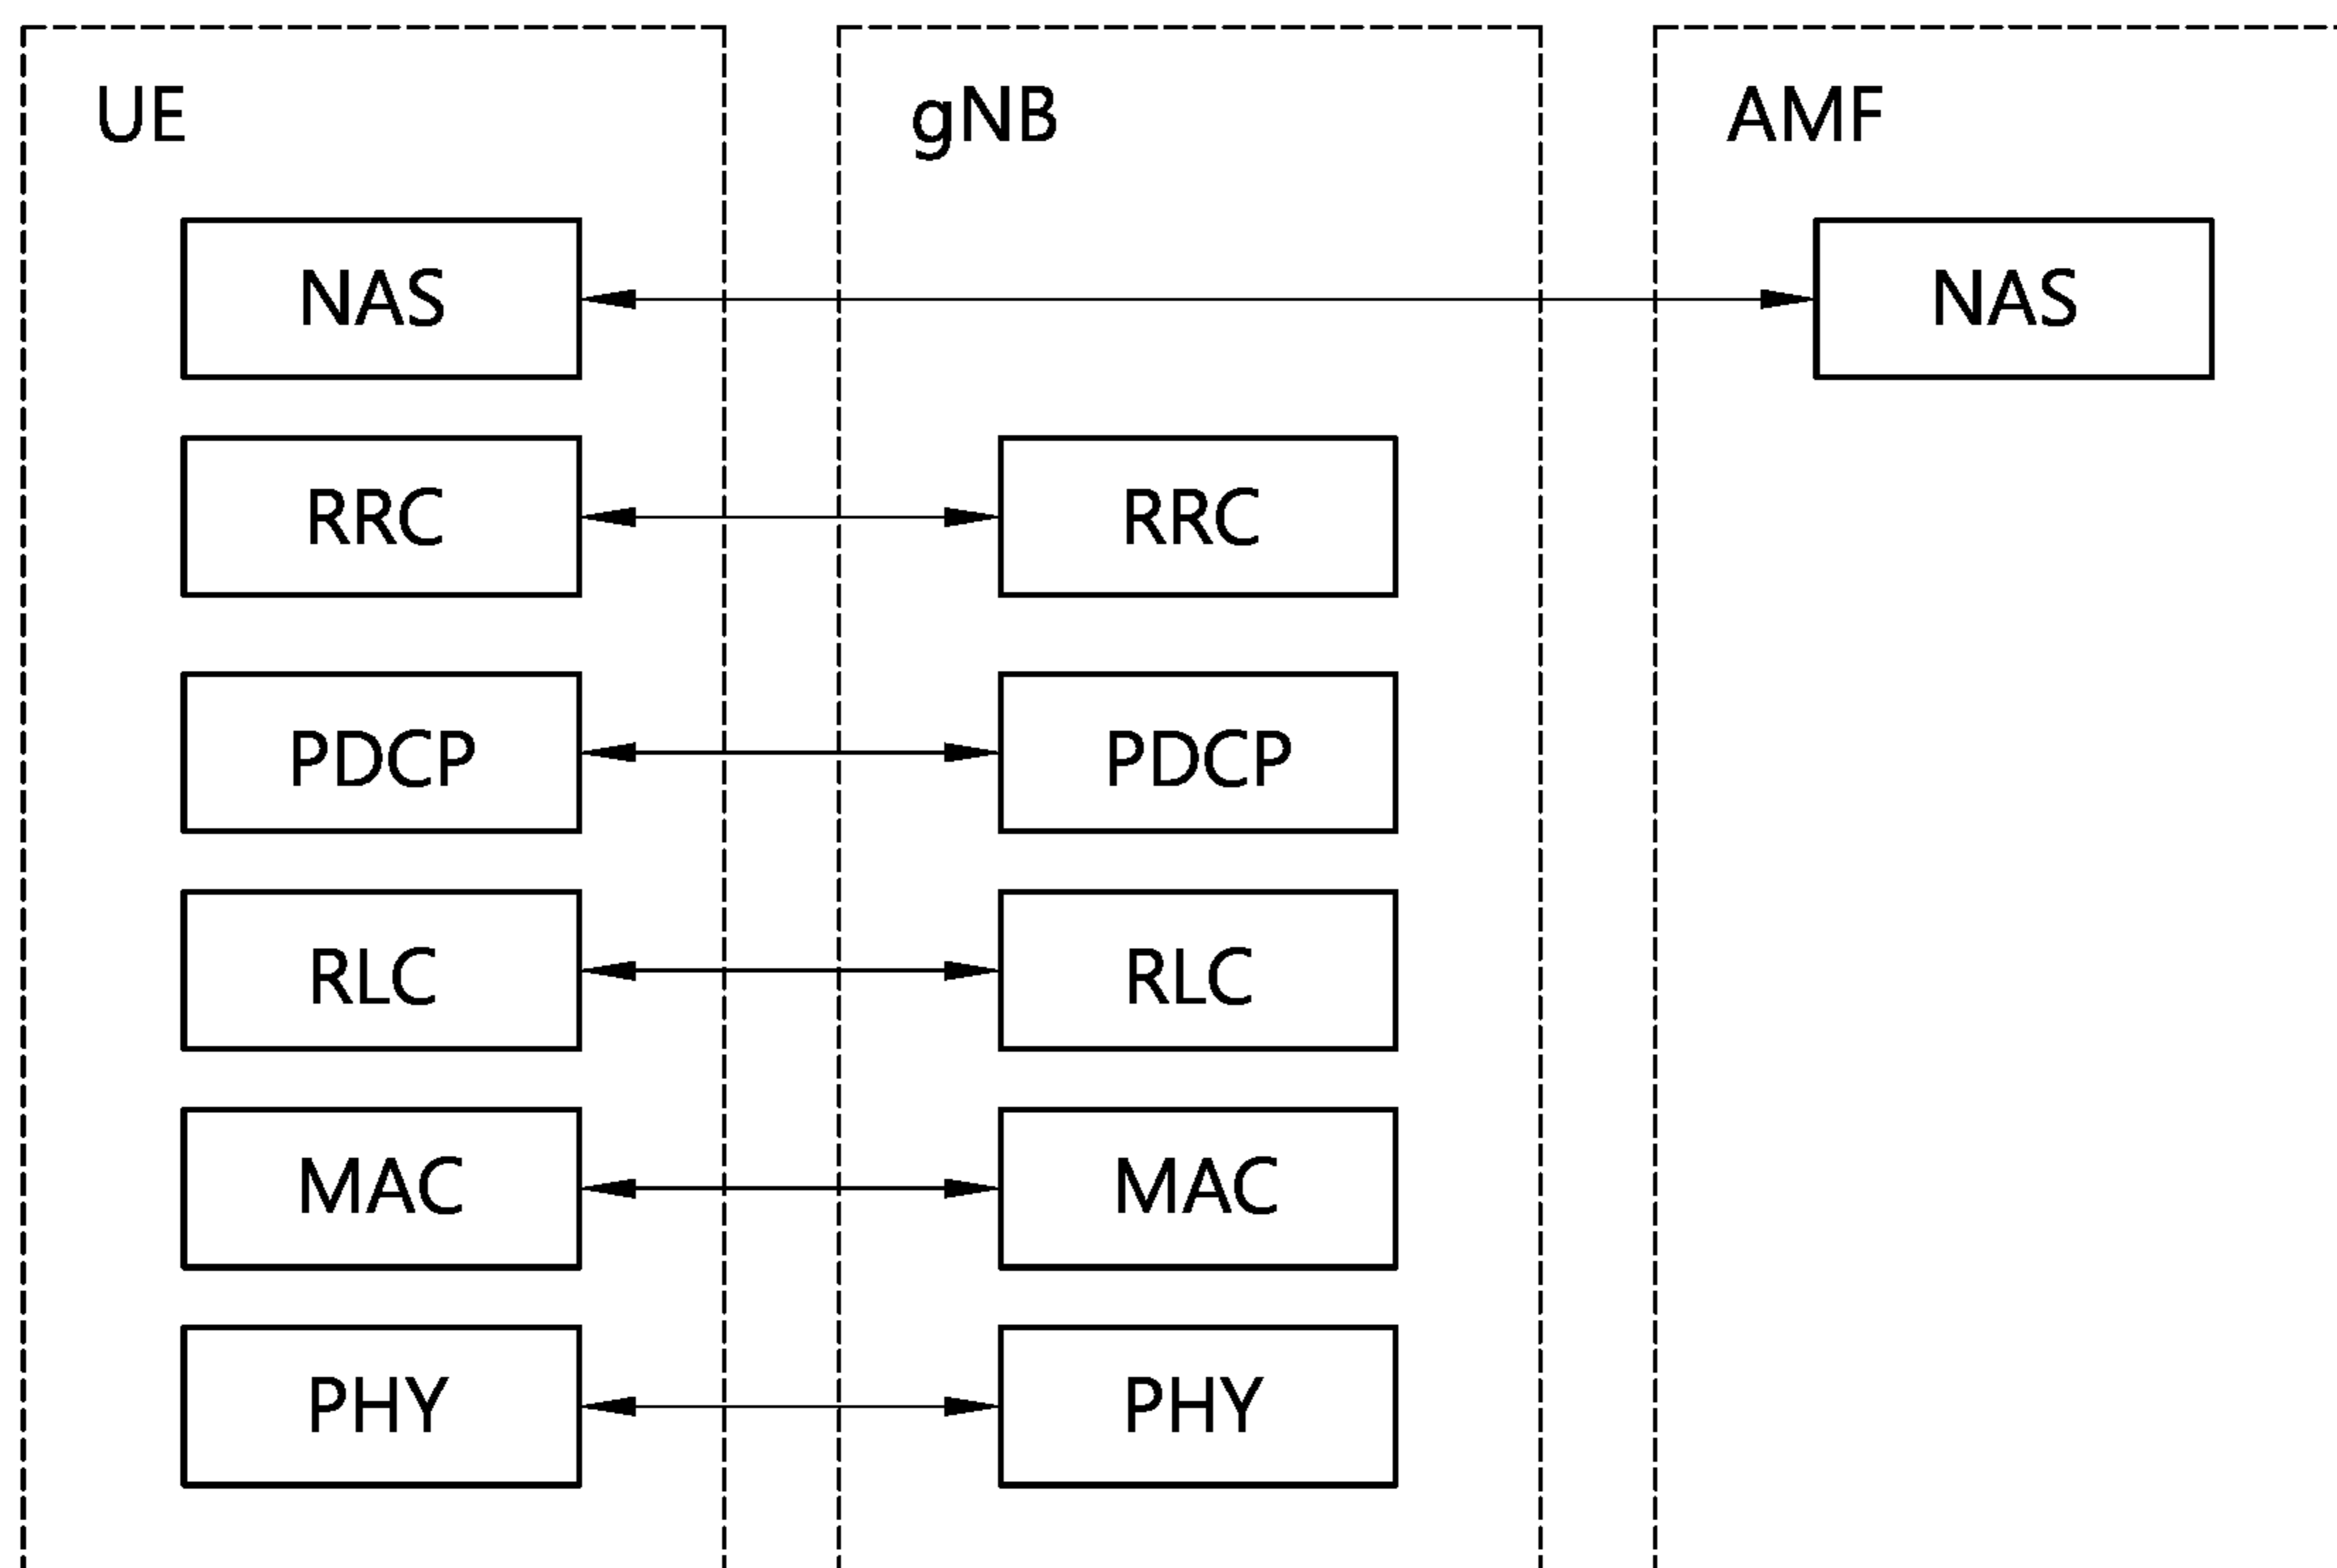 UE gNB AMF
NAS NAS
RRC RRC
PDCP PDCP
RLC RLC
MAC MAC
PHY PHY